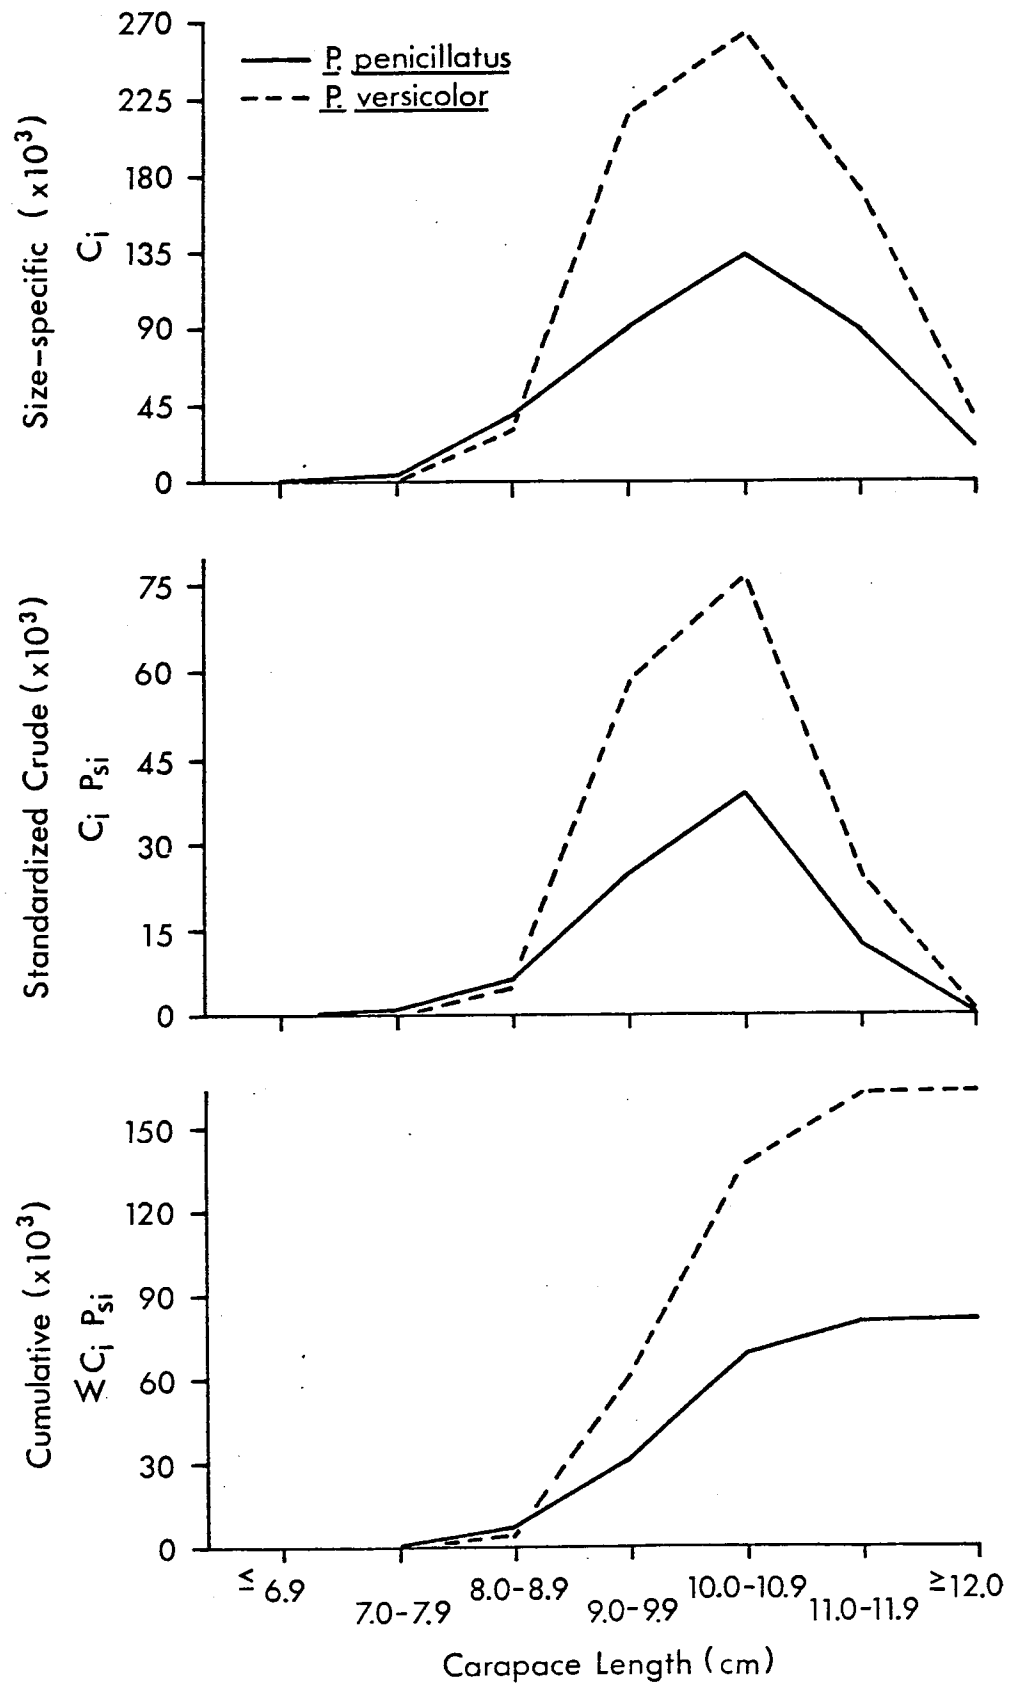 Size-specific (x10³)
Ci
270
225
180
135
90
45
0
P. penicillatus
P. versicolor
Standardized Crude (x10³)
Ci Psi
75
60
45
30
15
0
Cumulative (x10³)
ΣCi Psi
150
120
90
60
30
0
≤6.9
7.0-7.9
8.0-8.9
9.0-9.9
10.0-10.9
11.0-11.9
≥12.0
Carapace Length (cm)